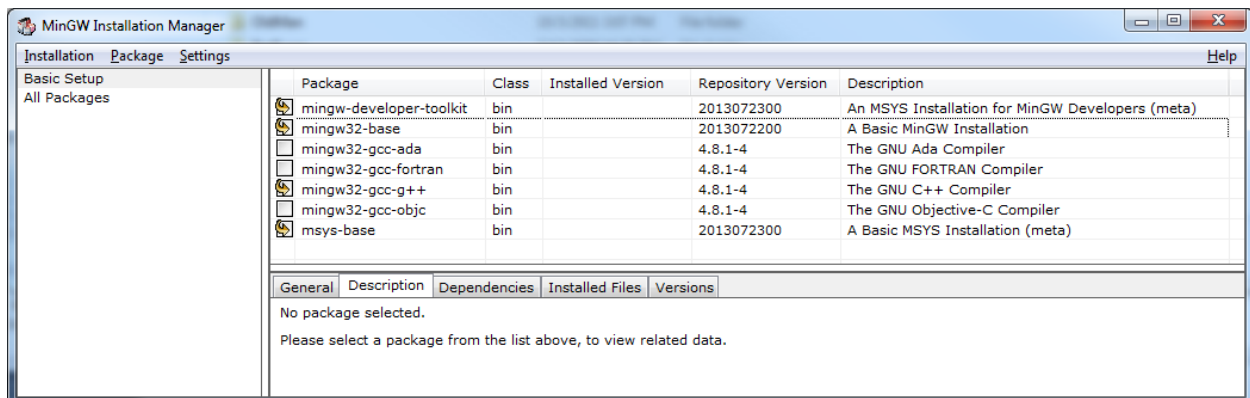 MinGW Installation Manager
Installation Package Settings Help
Basic Setup
All Packages
Package Class Installed Version Repository Version Description
mingw-developer-toolkit bin 2013072300 An MSYS Installation for MinGW Developers (meta)
mingw32-base bin 2013072200 A Basic MinGW Installation
mingw32-gcc-ada bin 4.8.1-4 The GNU Ada Compiler
mingw32-gcc-fortran bin 4.8.1-4 The GNU FORTRAN Compiler
mingw32-gcc-g++ bin 4.8.1-4 The GNU C++ Compiler
mingw32-gcc-objc bin 4.8.1-4 The GNU Objective-C Compiler
msys-base bin 2013072300 A Basic MSYS Installation (meta)
General Description Dependencies Installed Files Versions
No package selected.
Please select a package from the list above, to view related data.